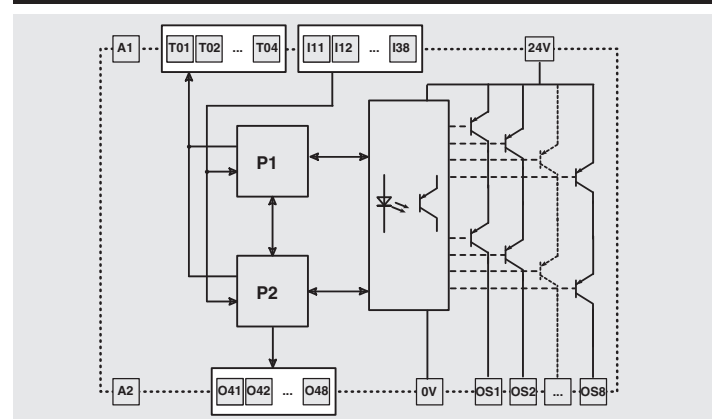 A1 T01 T02 ... T04 I11 I12 ... I38 24V
P1
P2
A2 O41 O42 ... O48 0V OS1 OS2 ... OS8